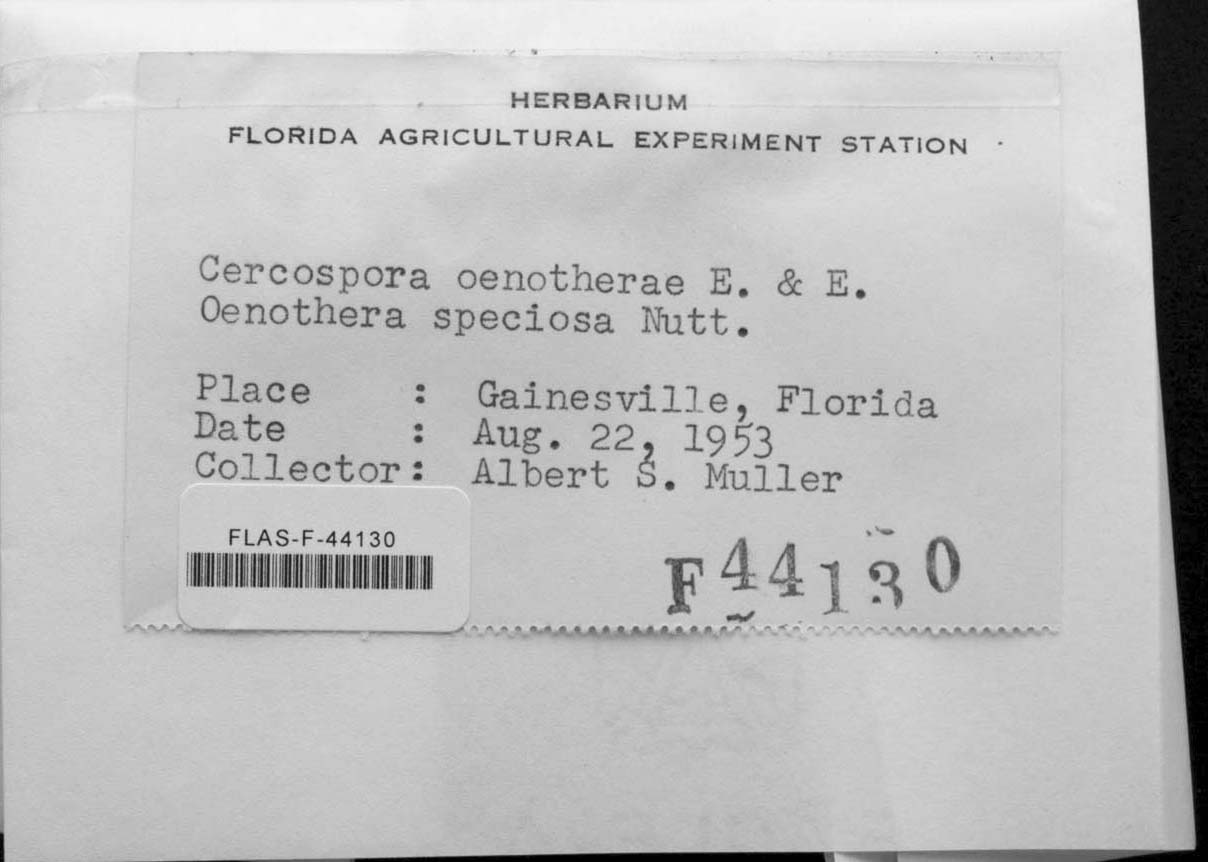 HERBARIUM
FLORIDA AGRICULTURAL EXPERIMENT STATION
Cercospora oenotherae E. & E.
Oenothera speciosa Nutt.
Place : Gainesville, Florida
Date : Aug. 22, 1953
Collector: Albert S. Muller
FLAS-F-44130
F44130